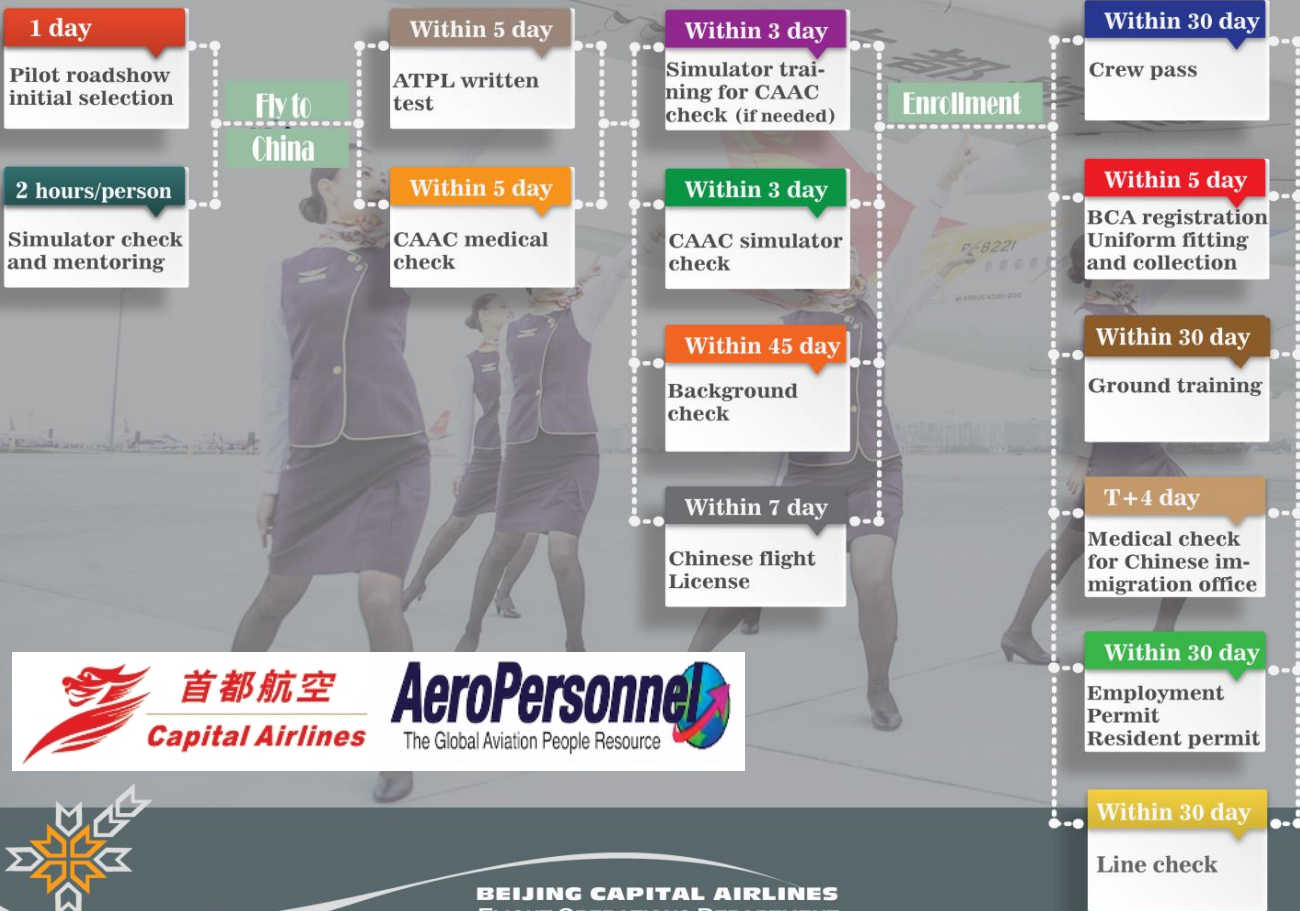 1 day
Pilot roadshow
initial selection
2 hours/person
Simulator check
and mentoring
Fly to
China
Within 5 day
ATPL written
test
Within 5 day
CAAC medical
check
Within 3 day
Simulator trai-
ning for CAAC
check (if needed)
Within 3 day
CAAC simulator
check
Within 45 day
Background
check
Within 7 day
Chinese flight
License
Enrollment
Within 30 day
Crew pass
Within 5 day
BCA registration
Uniform fitting
and collection
Within 30 day
Ground training
T+4 day
Medical check
for Chinese im-
migration office
Within 30 day
Employment
Permit
Resident permit
Within 30 day
Line check
首都航空
Capital Airlines
AeroPersonnel
The Global Aviation People Resource
BEIJING CAPITAL AIRLINES
FLIGHT OPERATIONS DEPARTMENT